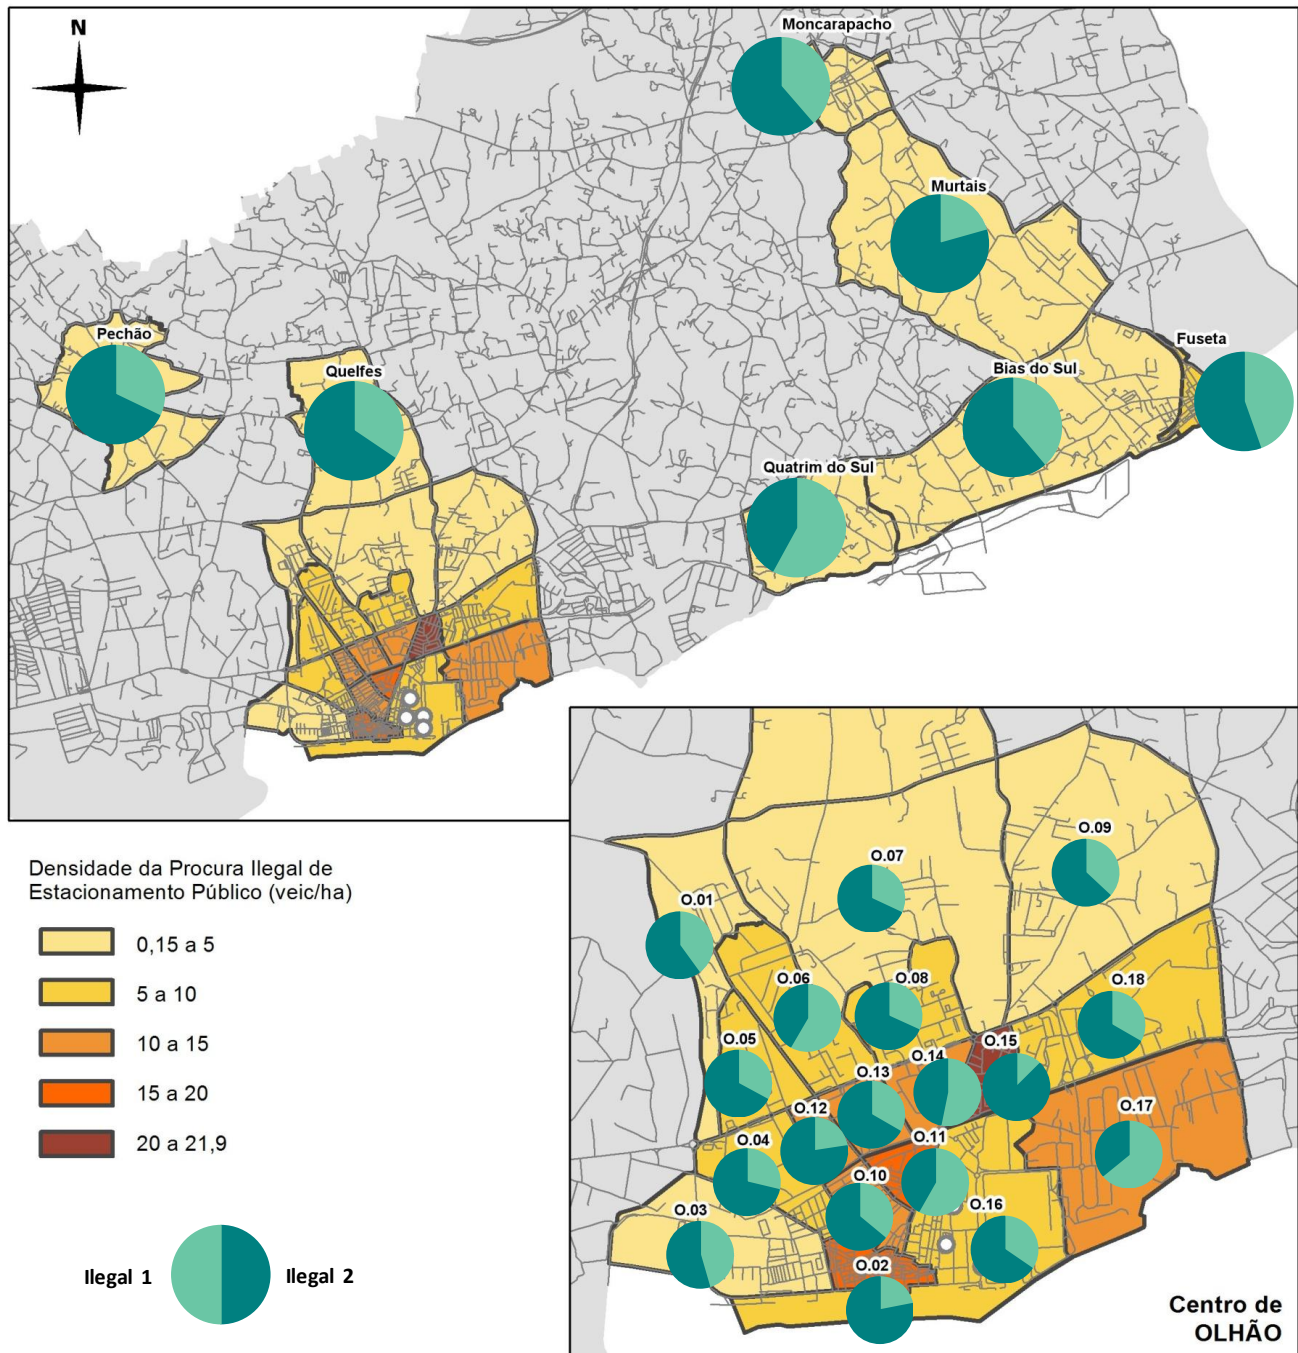 N
Moncarapacho
Murtais
Fuseta
Pechão
Quelfes
Bias do Sul
Quatrim do Sul
Densidade da Procura Ilegal de
Estacionamento Público (veic/ha)
0,15 a 5
5 a 10
10 a 15
15 a 20
20 a 21,9
Ilegal 1
Ilegal 2
O.09
O.07
O.01
O.06
O.08
O.18
O.05
O.15
O.14
O.13
O.12
O.17
O.11
O.04
O.10
O.16
O.03
O.02
Centro de
OLHÃO